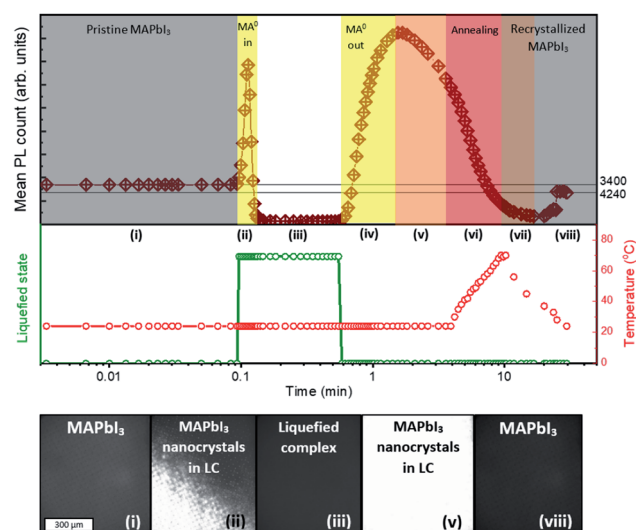 Pristine MAPbI₃
MA⁰
in
MA⁰
out
Annealing
Recrystallized
MAPbI₃
Mean PL count (arb. units)
3400
4240
(i)
(ii)
(iii)
(iv)
(v)
(vi)
(vii)
(viii)
Liquefied state
80
60
40
20
0
Temperature (⁰C)
0.01
0.1
1
10
Time (min)
MAPbI₃
300 µm
(i)
MAPbI₃
nanocrystals
in LC
(ii)
Liquefied
complex
(iii)
MAPbI₃
nanocrystals
in LC
(v)
MAPbI₃
(viii)